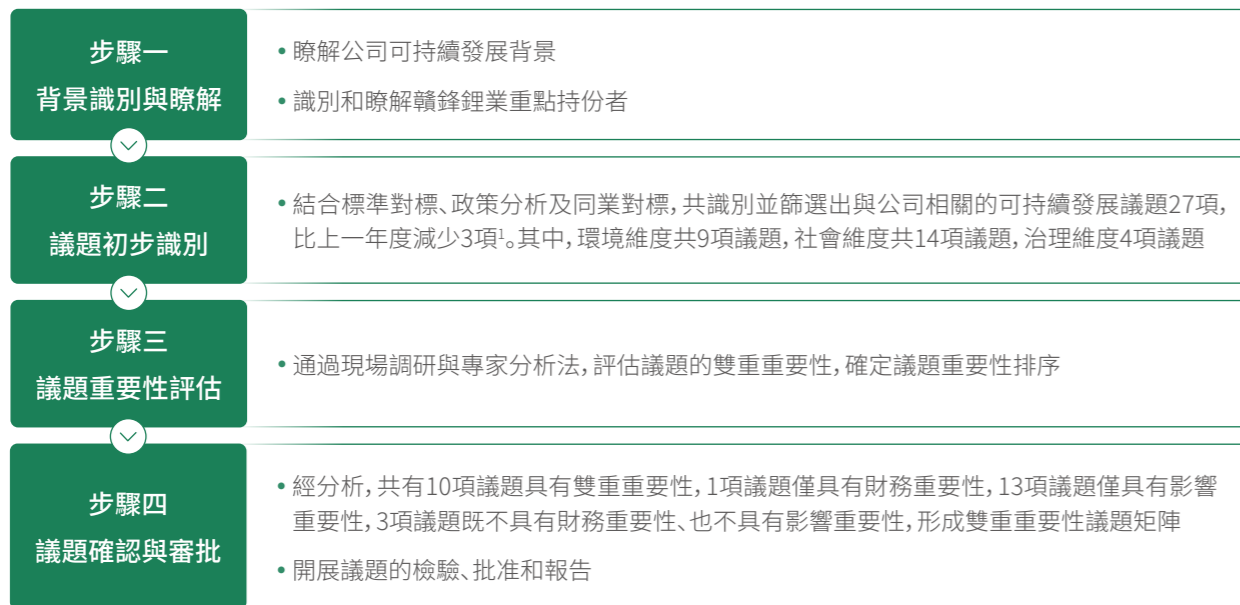 步驟一
背景識別與瞭解
• 瞭解公司可持續發展背景
• 識別和瞭解贛鋒鋰業重點持份者
步驟二
議題初步識別
• 結合標準對標、政策分析及同業對標，共識別並篩選出與公司相關的可持續發展議題27項，
比上一年度減少3項¹。其中，環境維度共9項議題，社會維度共14項議題，治理維度4項議題
步驟三
議題重要性評估
• 通過現場調研與專家分析法，評估議題的雙重重要性，確定議題重要性排序
步驟四
議題確認與審批
• 經分析，共有10項議題具有雙重重要性，1項議題僅具有財務重要性，13項議題僅具有影響
重要性，3項議題既不具有財務重要性、也不具有影響重要性，形成雙重重要性議題矩陣
• 開展議題的檢驗、批准和報告